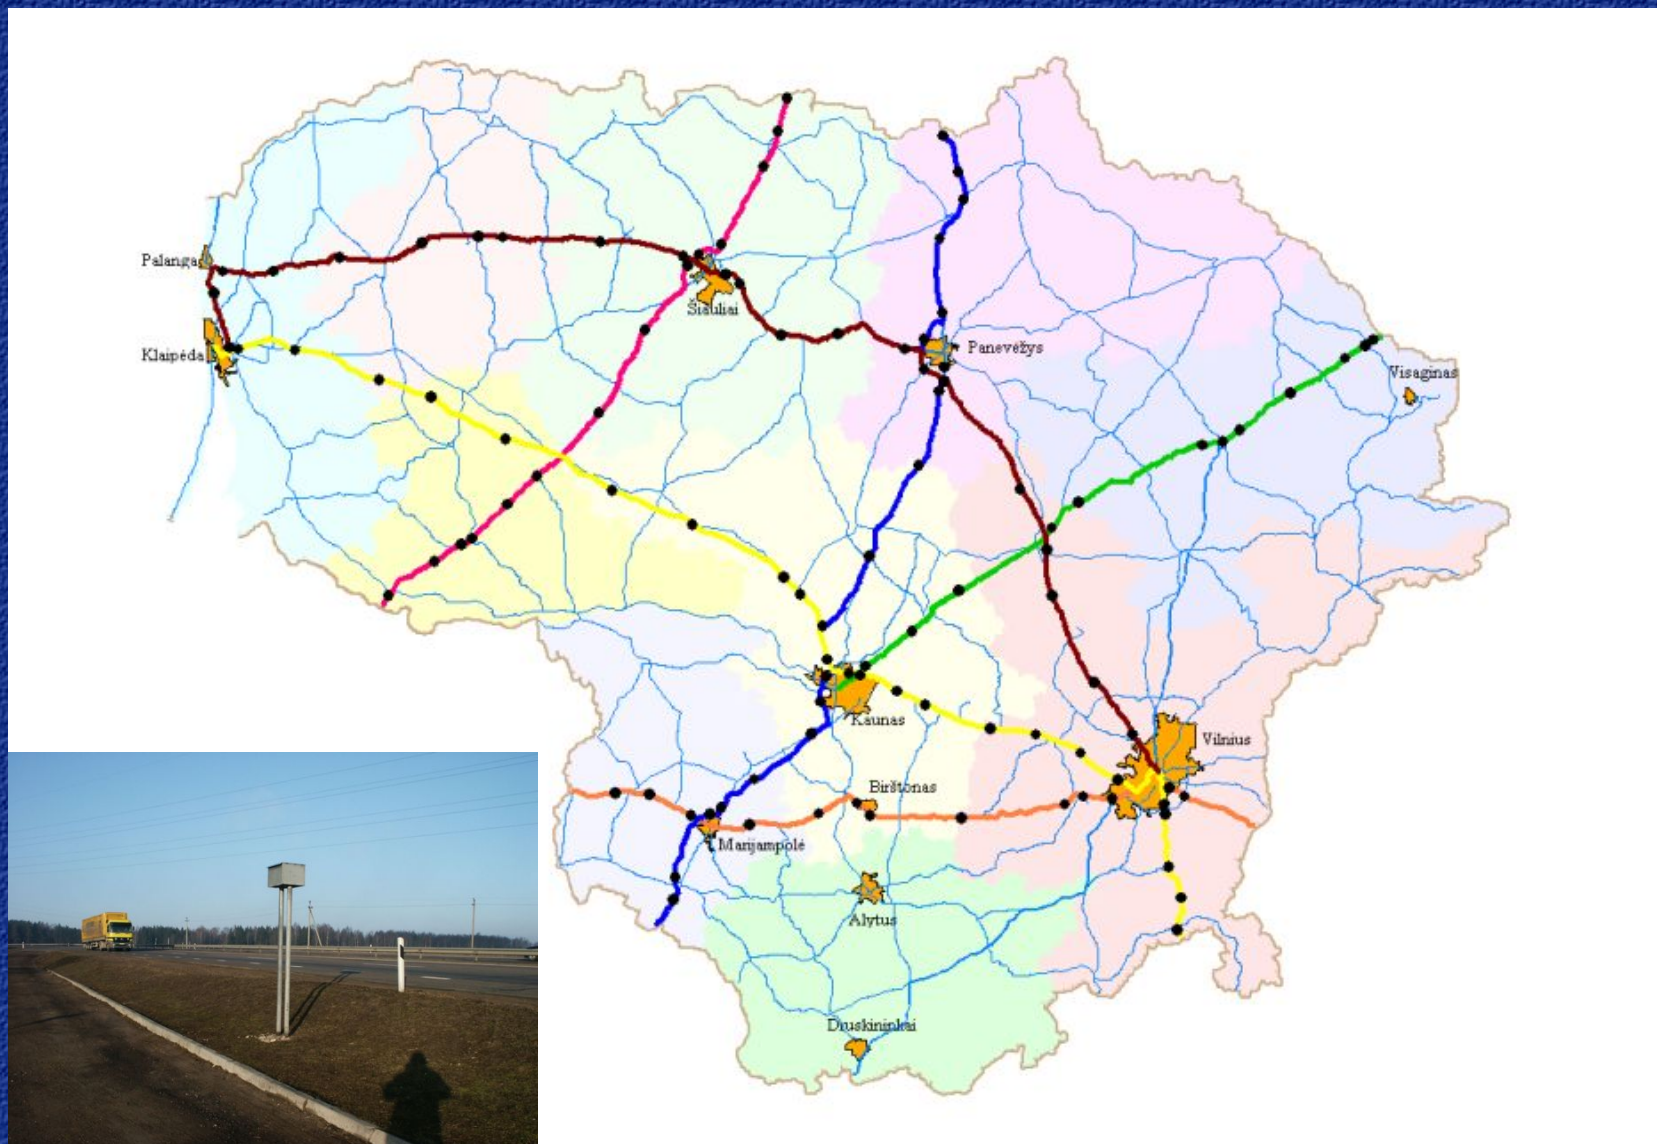 Palanga
Šiauliai
Klaipėda
Panevėžys
Visaginas
Kaunas
Vilnius
Birštonas
Marijampolė
Alytus
Druskininkai